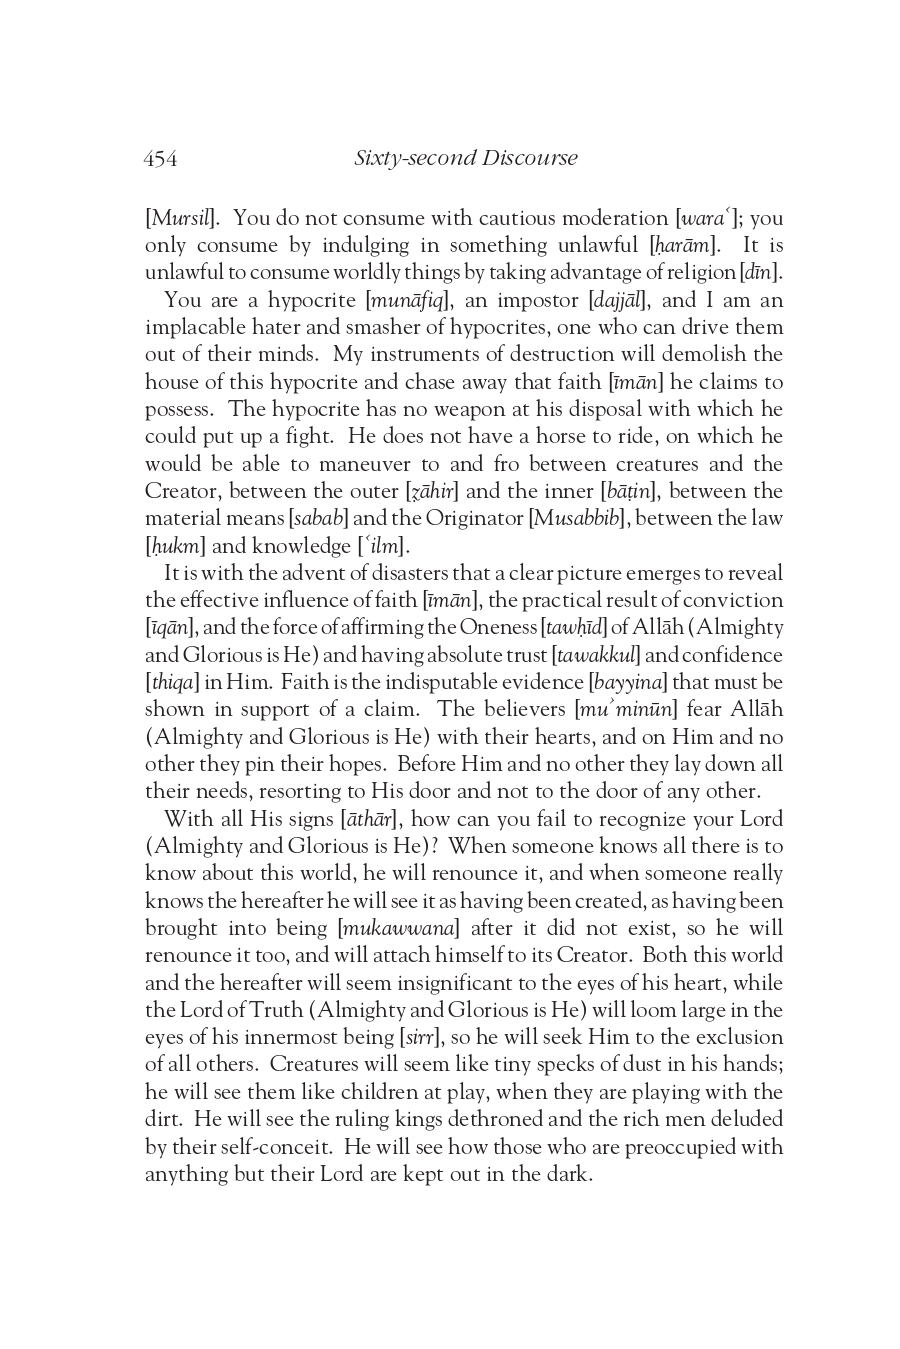 454 Sixty-second Discourse
[Mursil]. You do not consume with cautious moderation [waraʿ]; you
only consume by indulging in something unlawful [ḥarām]. It is
unlawful to consume worldly things by taking advantage of religion [dīn].
You are a hypocrite [munāfiq], an impostor [dajjāl], and I am an
implacable hater and smasher of hypocrites, one who can drive them
out of their minds. My instruments of destruction will demolish the
house of this hypocrite and chase away that faith [īmān] he claims to
possess. The hypocrite has no weapon at his disposal with which he
could put up a fight. He does not have a horse to ride, on which he
would be able to maneuver to and fro between creatures and the
Creator, between the outer [ẓāhir] and the inner [bāṭin], between the
material means [sabab] and the Originator [Musabbib], between the law
[ḥukm] and knowledge [ʿilm].
It is with the advent of disasters that a clear picture emerges to reveal
the effective influence of faith [īmān], the practical result of conviction
[īqān], and the force of affirming the Oneness [tawḥīd] of Allāh (Almighty
and Glorious is He) and having absolute trust [tawakkul] and confidence
[thiqa] in Him. Faith is the indisputable evidence [bayyina] that must be
shown in support of a claim. The believers [muʾminūn] fear Allāh
(Almighty and Glorious is He) with their hearts, and on Him and no
other they pin their hopes. Before Him and no other they lay down all
their needs, resorting to His door and not to the door of any other.
With all His signs [āthār], how can you fail to recognize your Lord
(Almighty and Glorious is He)? When someone knows all there is to
know about this world, he will renounce it, and when someone really
knows the hereafter he will see it as having been created, as having been
brought into being [mukawwana] after it did not exist, so he will
renounce it too, and will attach himself to its Creator. Both this world
and the hereafter will seem insignificant to the eyes of his heart, while
the Lord of Truth (Almighty and Glorious is He) will loom large in the
eyes of his innermost being [sirr], so he will seek Him to the exclusion
of all others. Creatures will seem like tiny specks of dust in his hands;
he will see them like children at play, when they are playing with the
dirt. He will see the ruling kings dethroned and the rich men deluded
by their self-conceit. He will see how those who are preoccupied with
anything but their Lord are kept out in the dark.